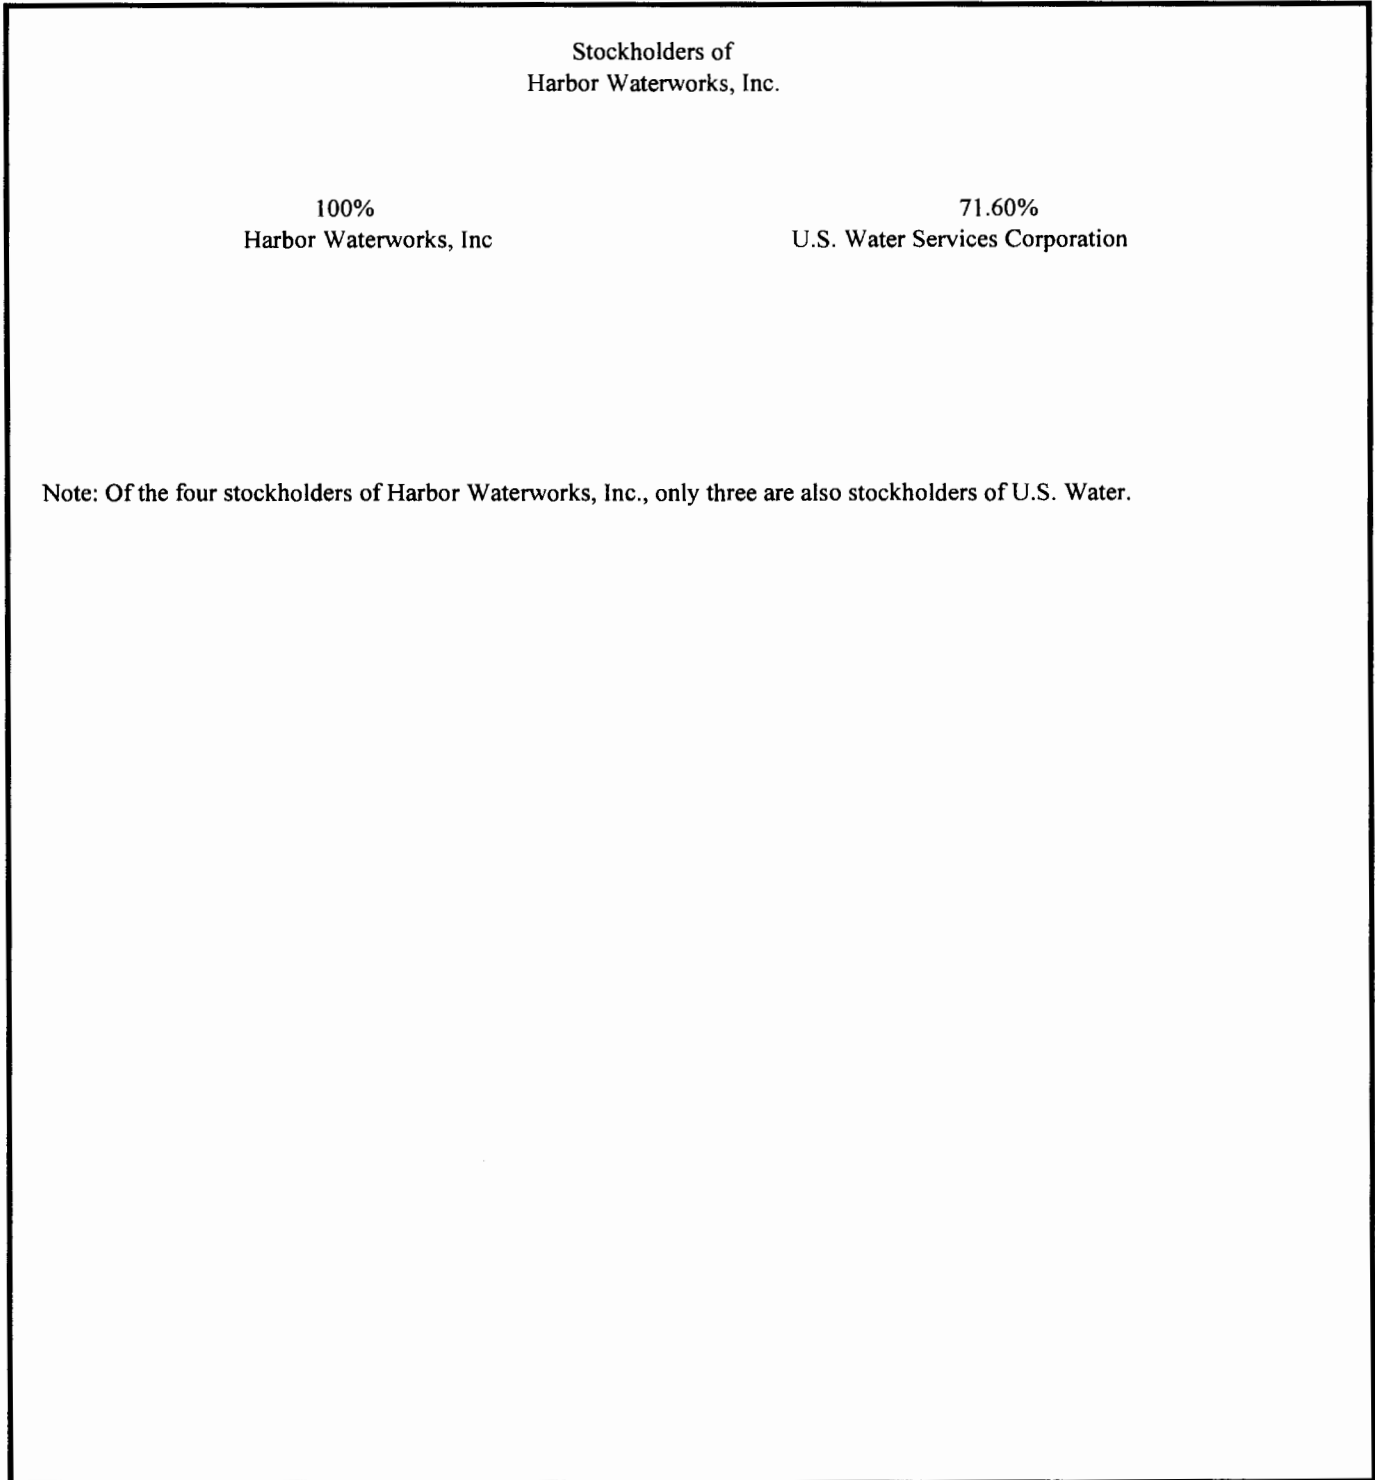 Stockholders of
Harbor Waterworks, Inc.
100%
Harbor Waterworks, Inc
71.60%
U.S. Water Services Corporation
Note: Of the four stockholders of Harbor Waterworks, Inc., only three are also stockholders of U.S. Water.